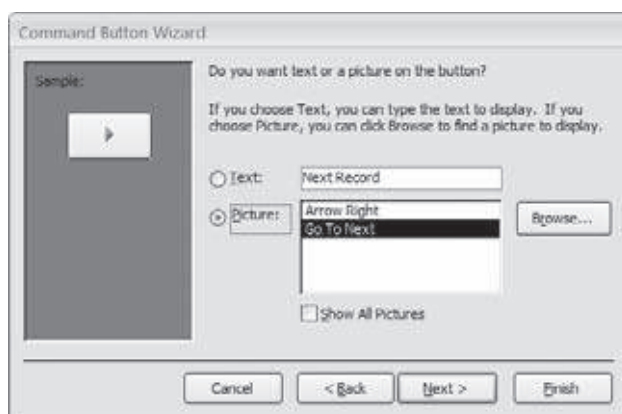 Command Button Wizard
Sample:
Do you want text or a picture on the button?
If you choose Text, you can type the text to display. If you
choose Picture, you can click Browse to find a picture to display.
Text: Next Record
Picture: Arrow Right
Go To Next
Browse...
Show All Pictures
Cancel < Back Next > Finish